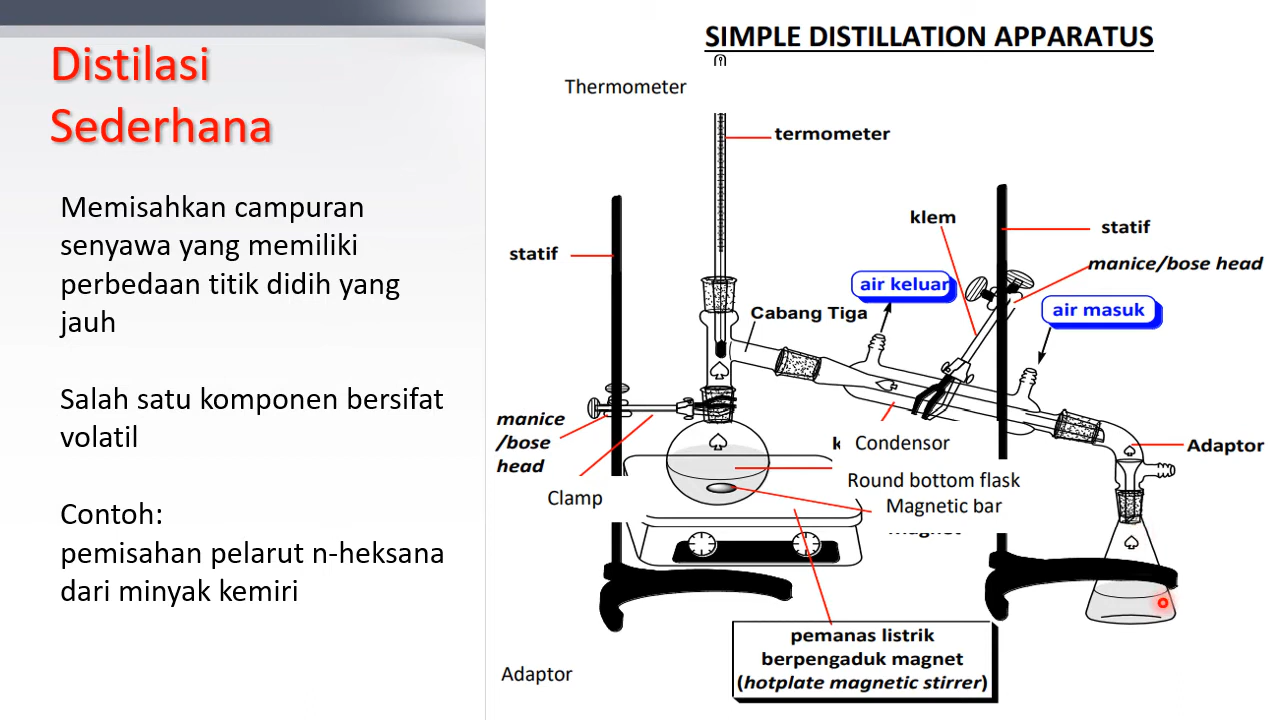 Distilasi
Sederhana
Memisahkan campuran
senyawa yang memiliki
perbedaan titik didih yang
jauh
Salah satu komponen bersifat
volatil
Contoh:
pemisahan pelarut n-heksana
dari minyak kemiri
SIMPLE DISTILLATION APPARATUS
Thermometer
termometer
klem
statif
statif
manice/bose head
air keluar
air masuk
Cabang Tiga
manice
/bose
head
Condensor
Adaptor
Round bottom flask
Clamp
Magnetic bar
pemanas listrik
berpengaduk magnet
(hotplate magnetic stirrer)
Adaptor